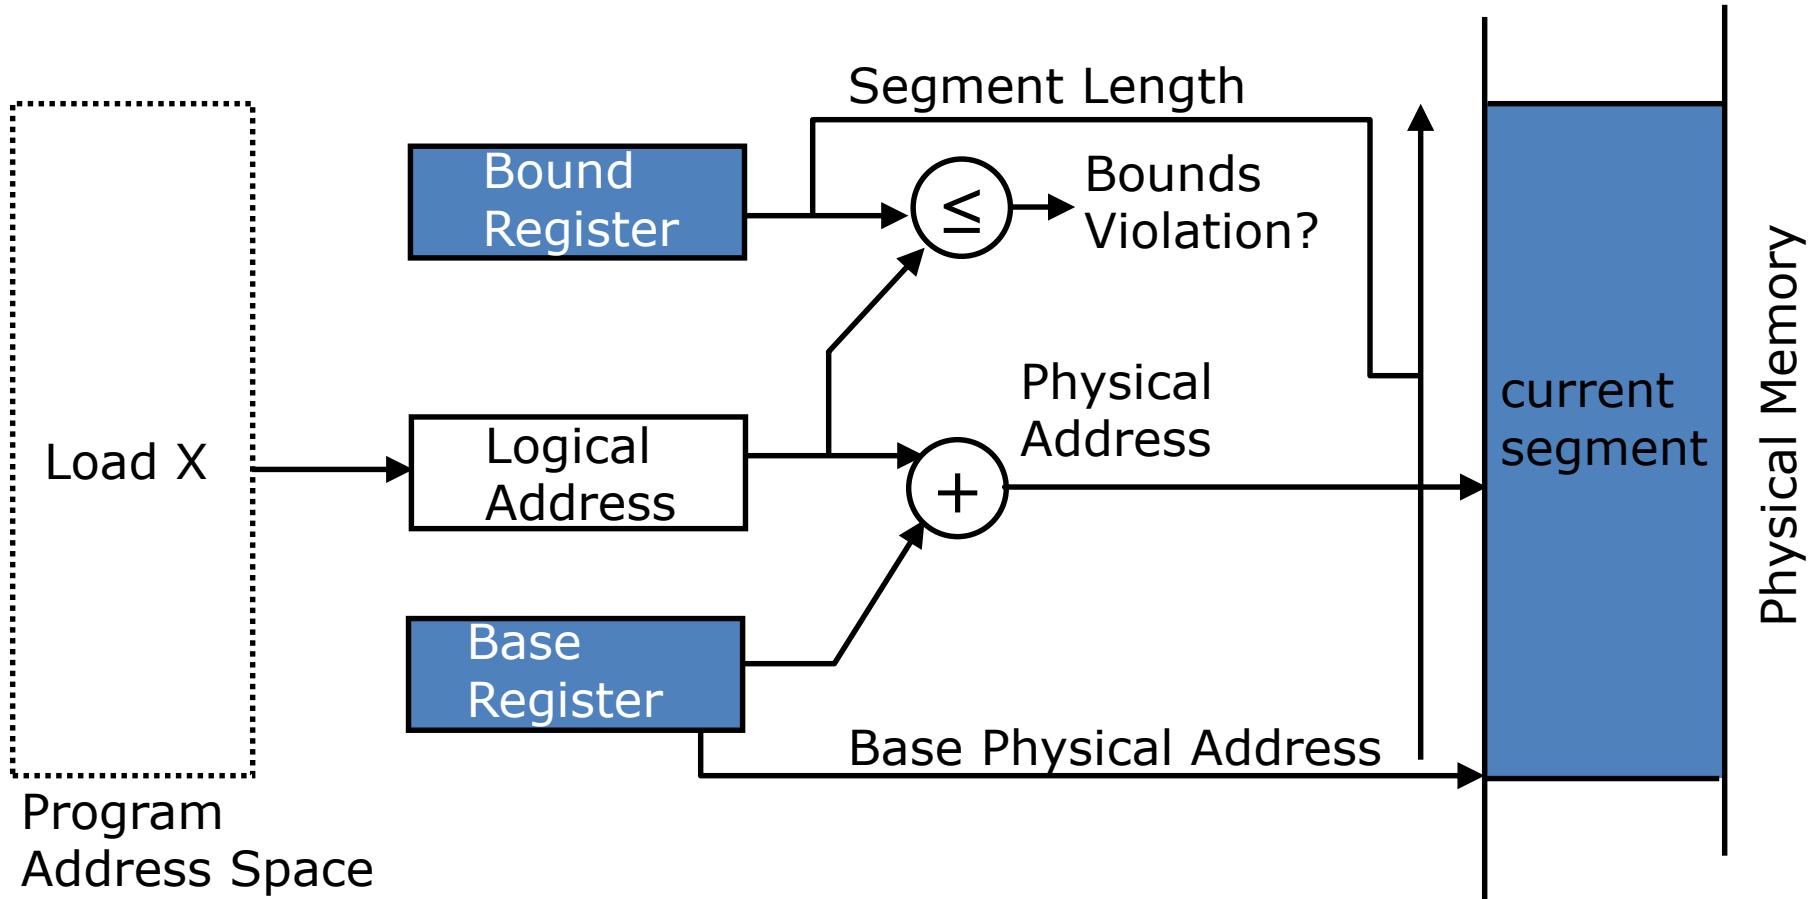 Segment Length
Bound
Register
≤
Bounds
Violation?
Load X
Logical
Address
+
Physical
Address
current
segment
Physical Memory
Base
Register
Base Physical Address
Program
Address Space